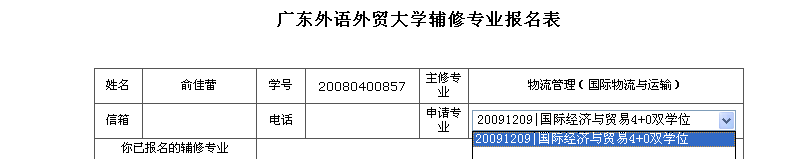 广东外语外贸大学辅修专业报名表
姓名 俞佳蕾 学号 20080400857 主修专业 物流管理(国际物流与运输)
信箱 电话 申请专业 20091209|国际经济与贸易4+0双学位
20091209|国际经济与贸易4+0双学位
你已报名的辅修专业